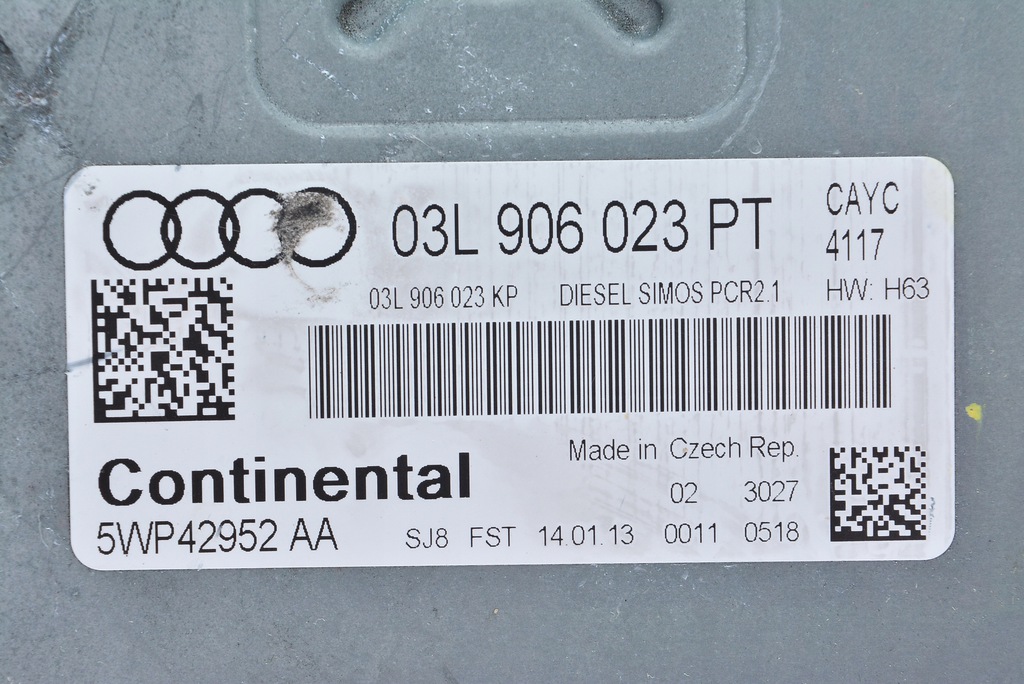 03L 906 023 PT
CAYC
4117
03L 906 023 KP DIESEL SIMOS PCR2.1 HW: H63
Made in Czech Rep.
Continental
02 3027
5WP42952 AA SJ8 FST 14.01.13 0011 0518